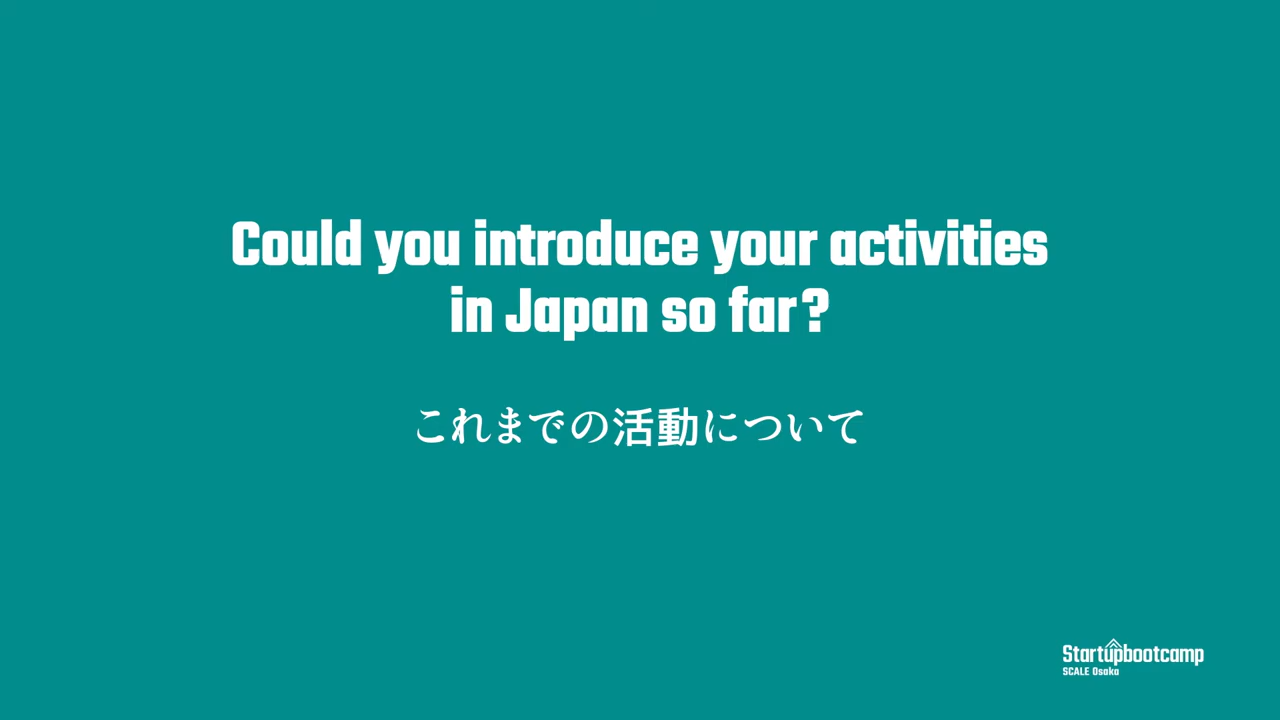 Could you introduce your activities
in Japan so far?
これまでの活動について
Startupbootcamp
SCALE Osaka